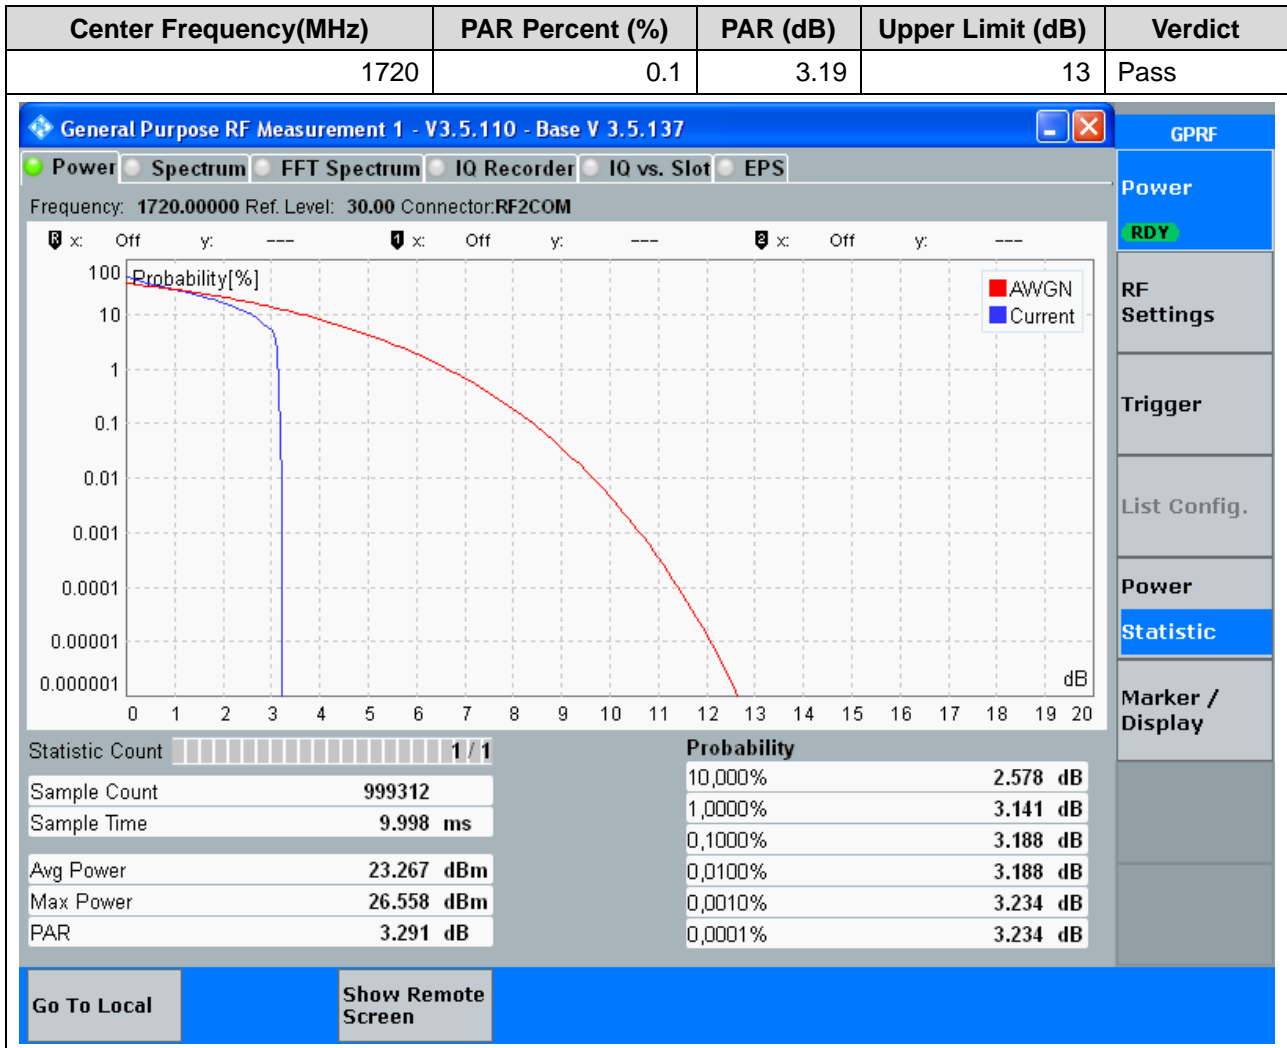 Center Frequency(MHz) PAR Percent (%) PAR (dB) Upper Limit (dB) Verdict
1720 0.1 3.19 13 Pass
General Purpose RF Measurement 1 - V3.5.110 - Base V 3.5.137
GPRF
Power Spectrum FFT Spectrum IQ Recorder IQ vs. Slot EPS
Power
RDY
Frequency: 1720.00000 Ref. Level: 30.00 Connector:RF2COM
R x: Off y: --- 1 x: Off y: --- 2 x: Off y: ---
Probability[%]
AWGN
Current
100
10
1
0.1
0.01
0.001
0.0001
0.00001
0.000001
dB
0 1 2 3 4 5 6 7 8 9 10 11 12 13 14 15 16 17 18 19 20
RF
Settings
Trigger
List Config.
Power
Statistic
Marker /
Display
Statistic Count 1 / 1
Sample Count 999312
Sample Time 9.998 ms
Avg Power 23.267 dBm
Max Power 26.558 dBm
PAR 3.291 dB
Probability
10,000% 2.578 dB
1,0000% 3.141 dB
0,1000% 3.188 dB
0,0100% 3.188 dB
0,0010% 3.234 dB
0,0001% 3.234 dB
Go To Local
Show Remote
Screen